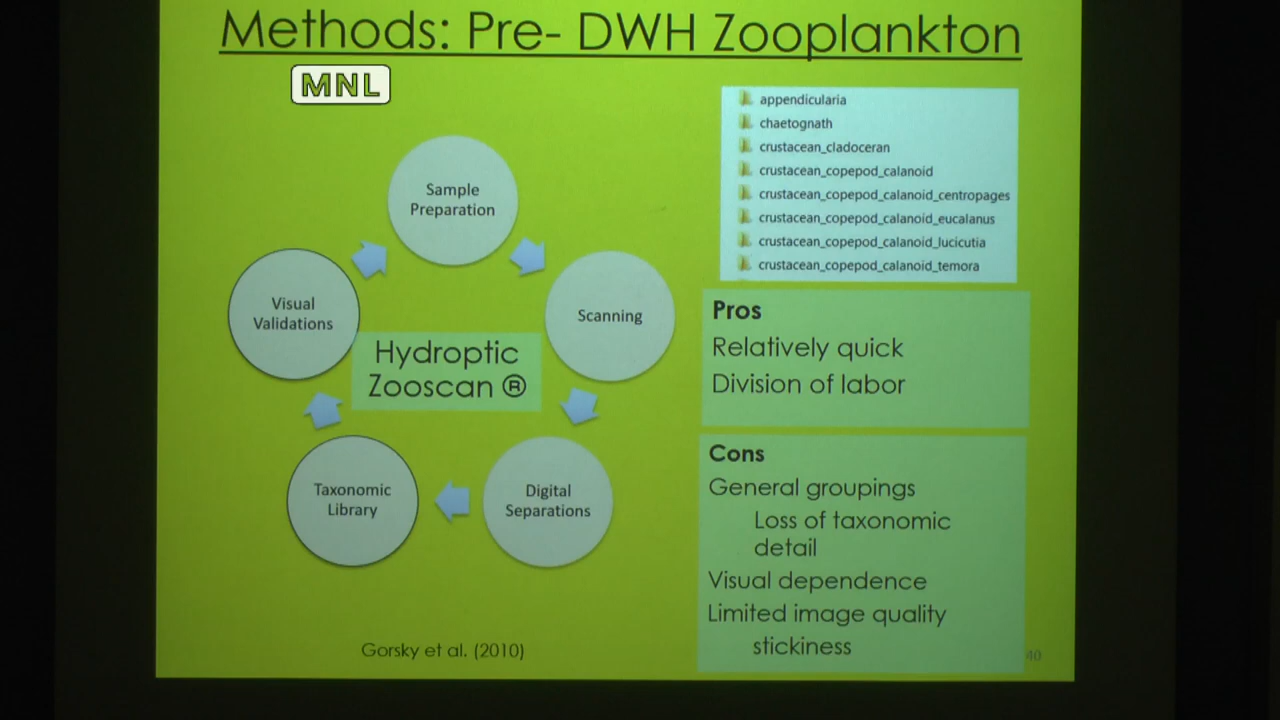 Methods: Pre- DWH Zooplankton
MNL
Sample
Preparation
Scanning
Digital
Separations
Taxonomic
Library
Visual
Validations
Hydroptic
Zooscan ®
appendicularia
chaetognath
crustacean_cladoceran
crustacean_copepod_calanoid
crustacean_copepod_calanoid_centropages
crustacean_copepod_calanoid_eucalanus
crustacean_copepod_calanoid_lucicutia
crustacean_copepod_calanoid_temora
Pros
Relatively quick
Division of labor
Cons
General groupings
Loss of taxonomic
detail
Visual dependence
Limited image quality
stickiness
Gorsky et al. (2010)
40